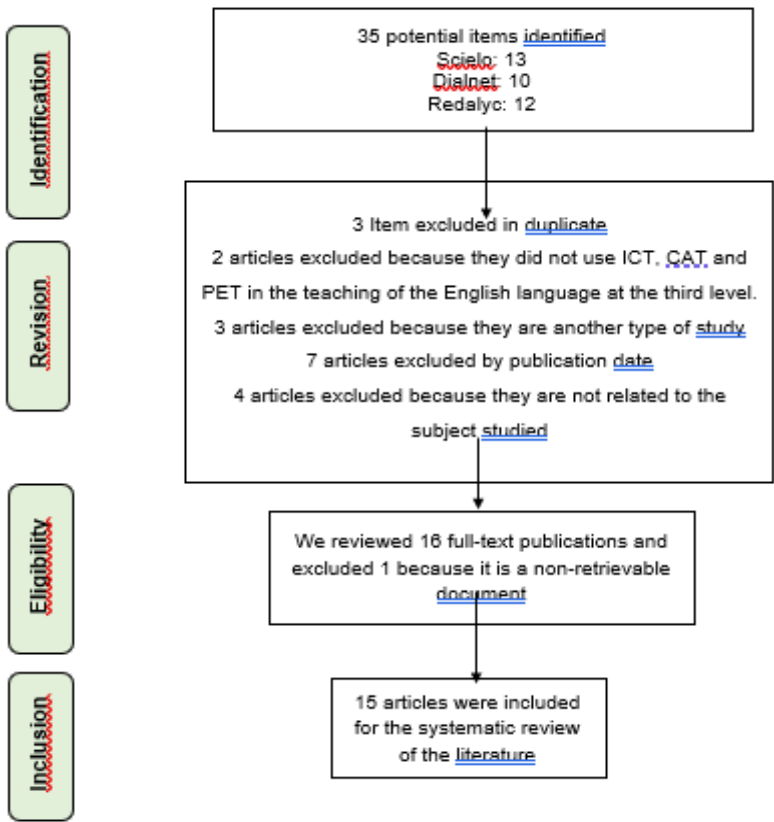 Identification
35 potential items identified
Scielo: 13
Dialnet: 10
Redalyc: 12
Revision
3 Item excluded in duplicate
2 articles excluded because they did not use ICT, CAT and
PET in the teaching of the English language at the third level.
3 articles excluded because they are another type of study
7 articles excluded by publication date
4 articles excluded because they are not related to the
subject studied
Eligibility
We reviewed 16 full-text publications and
excluded 1 because it is a non-retrievable
document
Inclusion
15 articles were included
for the systematic review
of the literature